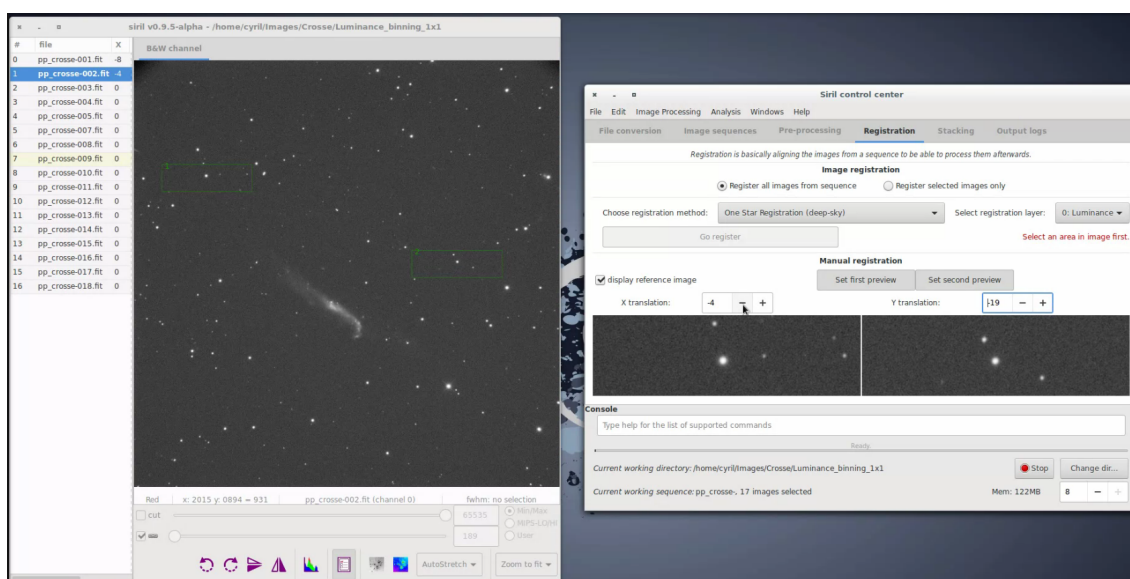 siril v0.9.5-alpha - /home/cyril/Images/Crosse/Luminance_binning_1x1
# file X
B&W channel
0 pp_crosse-001.fit -8
1 pp_crosse-002.fit -4
2 pp_crosse-003.fit 0
3 pp_crosse-004.fit 0
4 pp_crosse-005.fit 0
5 pp_crosse-007.fit 0
6 pp_crosse-008.fit 0
7 pp_crosse-009.fit 0
8 pp_crosse-010.fit 0
9 pp_crosse-011.fit 0
10 pp_crosse-012.fit 0
11 pp_crosse-013.fit 0
12 pp_crosse-014.fit 0
13 pp_crosse-015.fit 0
14 pp_crosse-016.fit 0
15 pp_crosse-017.fit 0
16 pp_crosse-018.fit 0
1
2
Red x: 2015 y: 0894 = 931 pp_crosse-002.fit (channel 0) fwhm: no selection
cut 65535 Min/Max
MIPS-LO/HI
189 User
AutoStretch Zoom to fit
Siril control center
File Edit Image Processing Analysis Windows Help
File conversion Image sequences Pre-processing Registration Stacking Output logs
Registration is basically aligning the images from a sequence to be able to process them afterwards.
Image registration
Register all images from sequence Register selected images only
Choose registration method: One Star Registration (deep-sky) Select registration layer: 0: Luminance
Go register Select an area in image first.
Manual registration
display reference image Set first preview Set second preview
X translation: -4 − + Y translation: -19 − +
Console
Type help for the list of supported commands
Ready.
Current working directory: /home/cyril/Images/Crosse/Luminance_binning_1x1 Stop Change dir...
Current working sequence: pp_crosse-, 17 images selected Mem: 122MB 8 − +